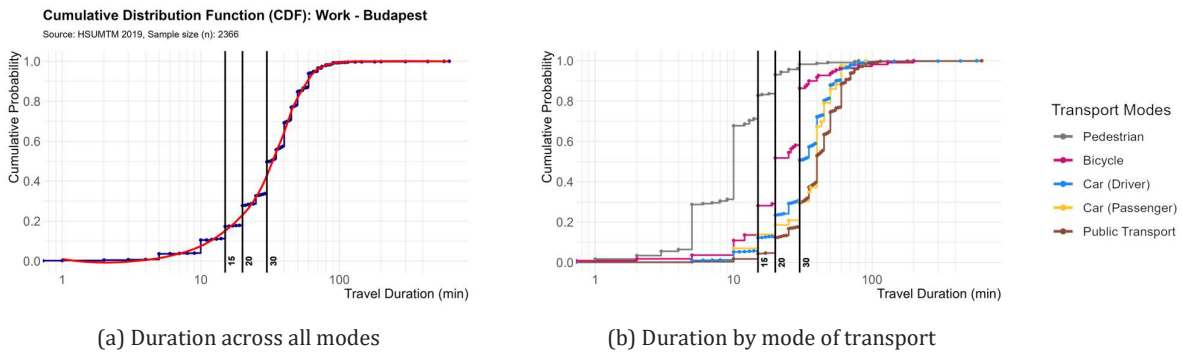 Cumulative Distribution Function (CDF): Work - Budapest
Source: HSUMTM 2019, Sample size (n): 2366
Cumulative Probability
1.0
0.8
0.6
0.4
0.2
0.0
15
20
30
1
10
100
Travel Duration (min)
(a) Duration across all modes
Cumulative Probability
1.0
0.8
0.6
0.4
0.2
0.0
15
20
30
1
10
100
Travel Duration (min)
(b) Duration by mode of transport
Transport Modes
Pedestrian
Bicycle
Car (Driver)
Car (Passenger)
Public Transport